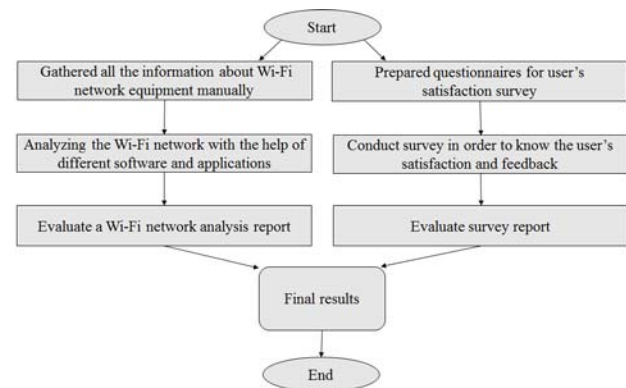 Start
Gathered all the information about Wi-Fi
network equipment manually
Prepared questionnaires for user's
satisfaction survey
Analyzing the Wi-Fi network with the help of
different software and applications
Conduct survey in order to know the user's
satisfaction and feedback
Evaluate a Wi-Fi network analysis report
Evaluate survey report
Final results
End